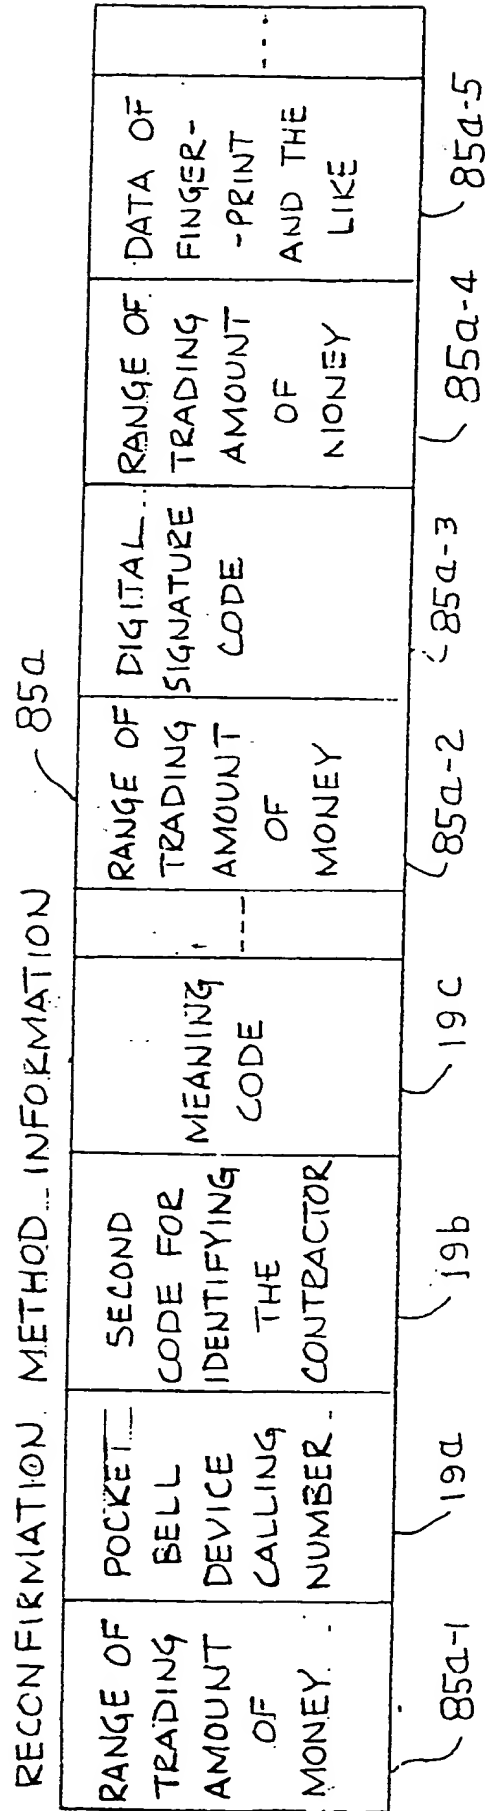 RECONFIRMATION METHOD INFORMATION
85a
RANGE OF
TRADING
AMOUNT
OF
MONEY
POCKET
BELL
DEVICE
CALLING
NUMBER
SECOND
CODE FOR
IDENTIFYING
THE
CONTRACTOR
MEANING
CODE
----
RANGE OF
TRADING
AMOUNT
OF
MONEY
DIGITAL
SIGNATURE
CODE
RANGE OF
TRADING
AMOUNT
OF
MONEY
DATA OF
FINGER-
-PRINT
AND THE
LIKE
----
85a-1
19a
19b
19c
85a-2
85a-3
85a-4
85a-5